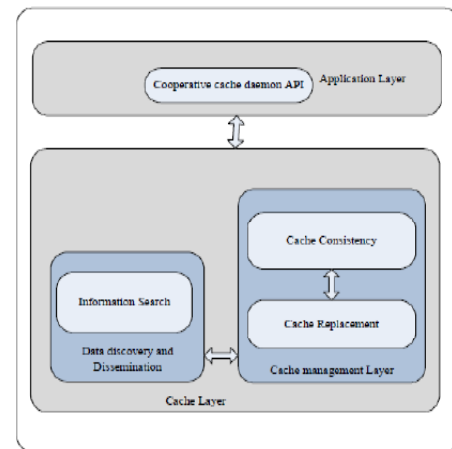 Cooperative cache daemon API
Application Layer
Cache Consistency
Information Search
Cache Replacement
Data discovery and
Dissemination
Cache management Layer
Cache Layer